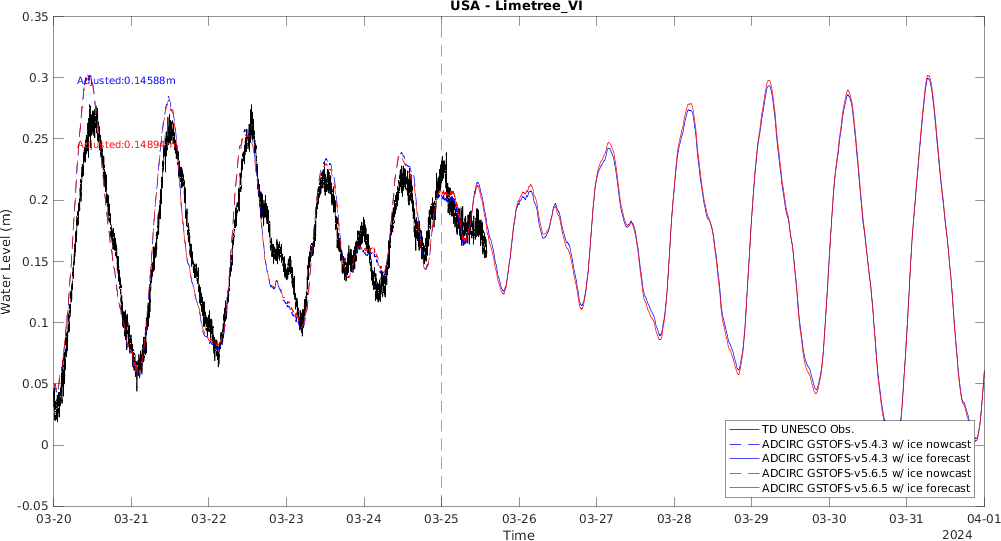 USA - Limetree_VI
0.35
0.3
0.25
0.2
0.15
0.1
0.05
0
-0.05
Water Level (m)
Adjusted:0.14588m
Adjusted:0.14894m
TD UNESCO Obs.
ADCIRC GSTOFS-v5.4.3 w/ ice nowcast
ADCIRC GSTOFS-v5.4.3 w/ ice forecast
ADCIRC GSTOFS-v5.6.5 w/ ice nowcast
ADCIRC GSTOFS-v5.6.5 w/ ice forecast
03-20 03-21 03-22 03-23 03-24 03-25 03-26 03-27 03-28 03-29 03-30 03-31 04-01
Time
2024